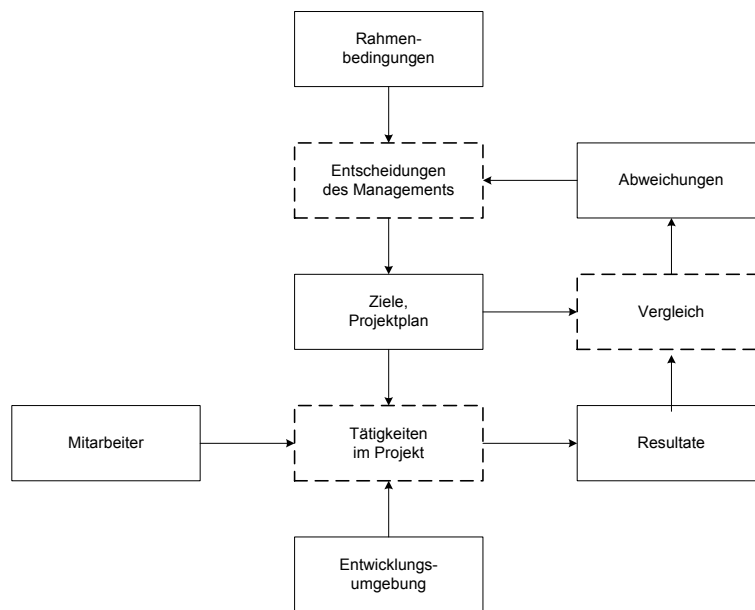 Rahmen-
bedingungen
Entscheidungen
des Managements
Abweichungen
Ziele,
Projektplan
Vergleich
Mitarbeiter
Tätigkeiten
im Projekt
Resultate
Entwicklungs-
umgebung